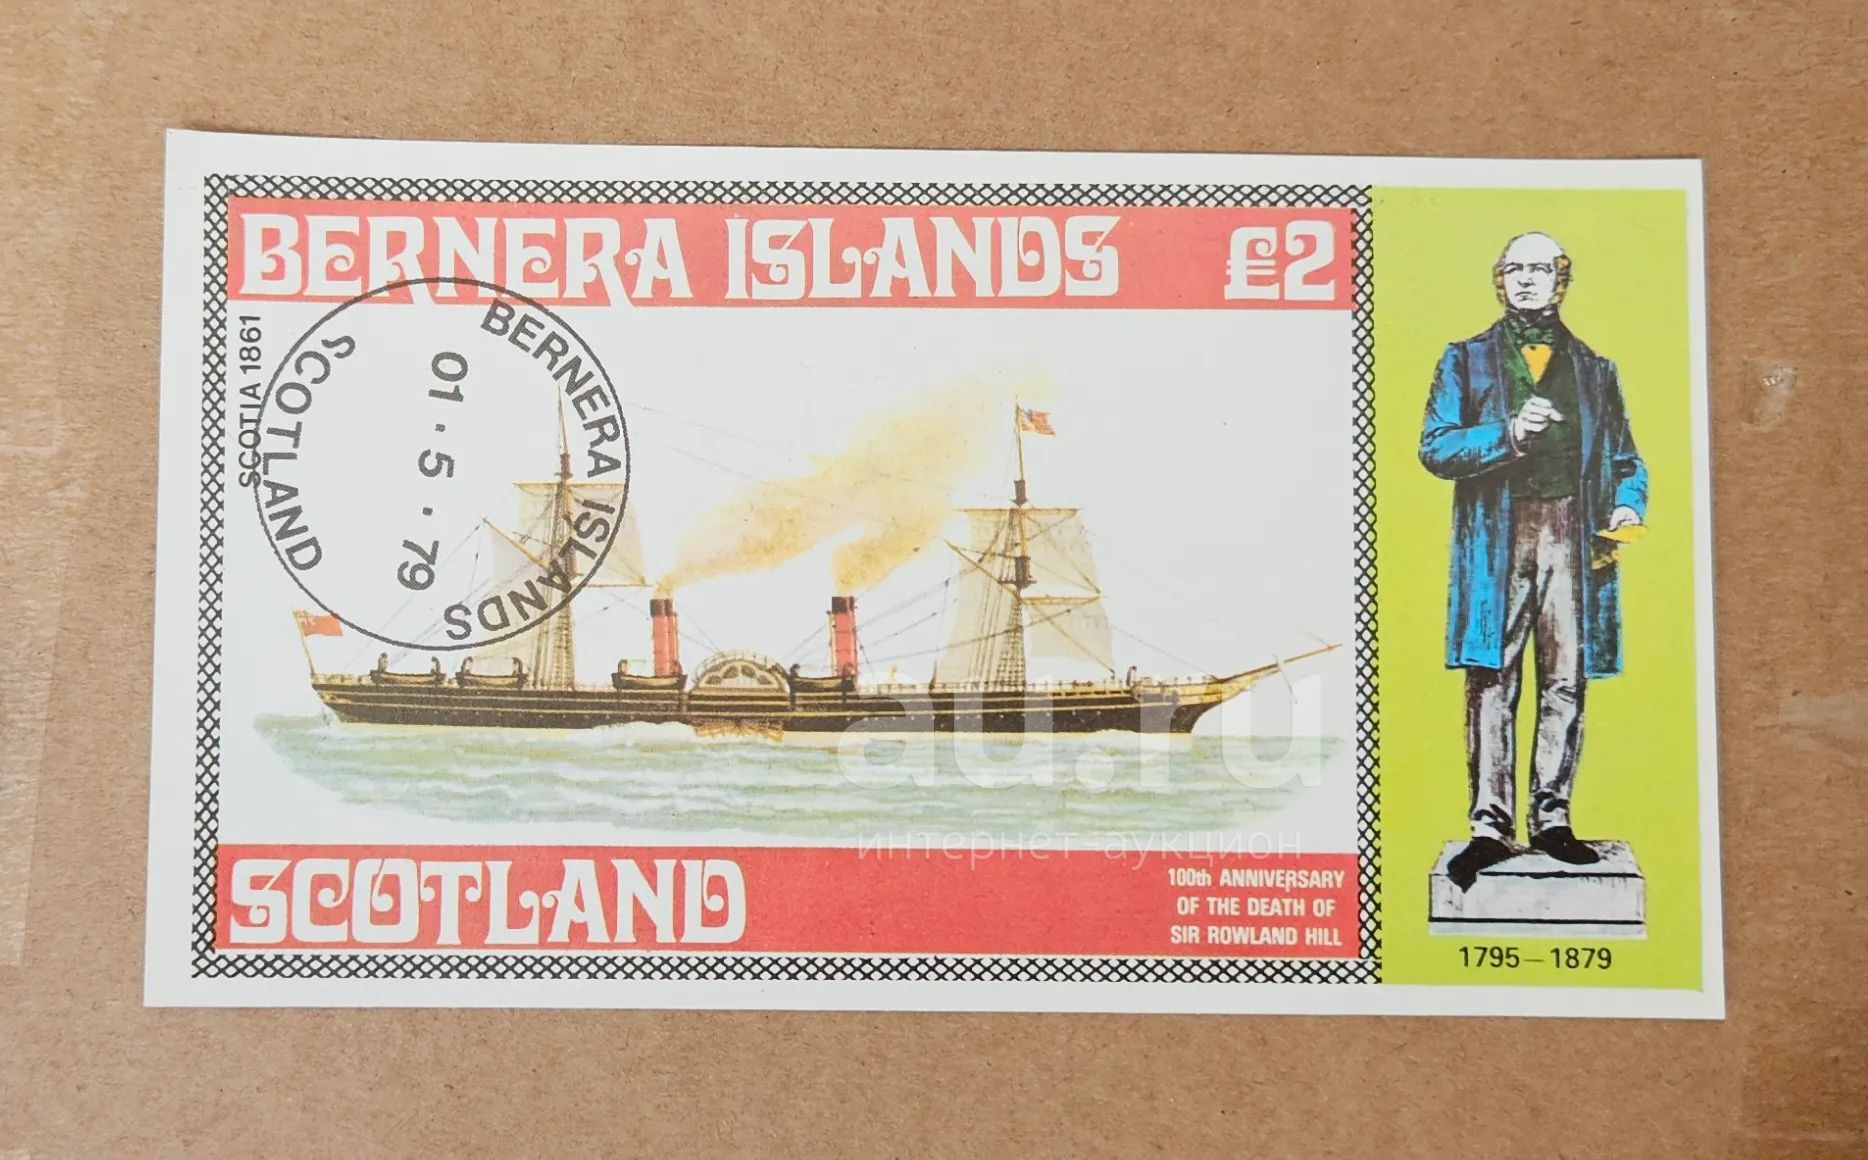 BERNERA ISLANDS £2
SCOTIA 1861
BERNERA ISLANDS
01·5·79
SCOTLAND
au.ru
интернет-аукцион
SCOTLAND
100th ANNIVERSARY
OF THE DEATH OF
SIR ROWLAND HILL
1795–1879